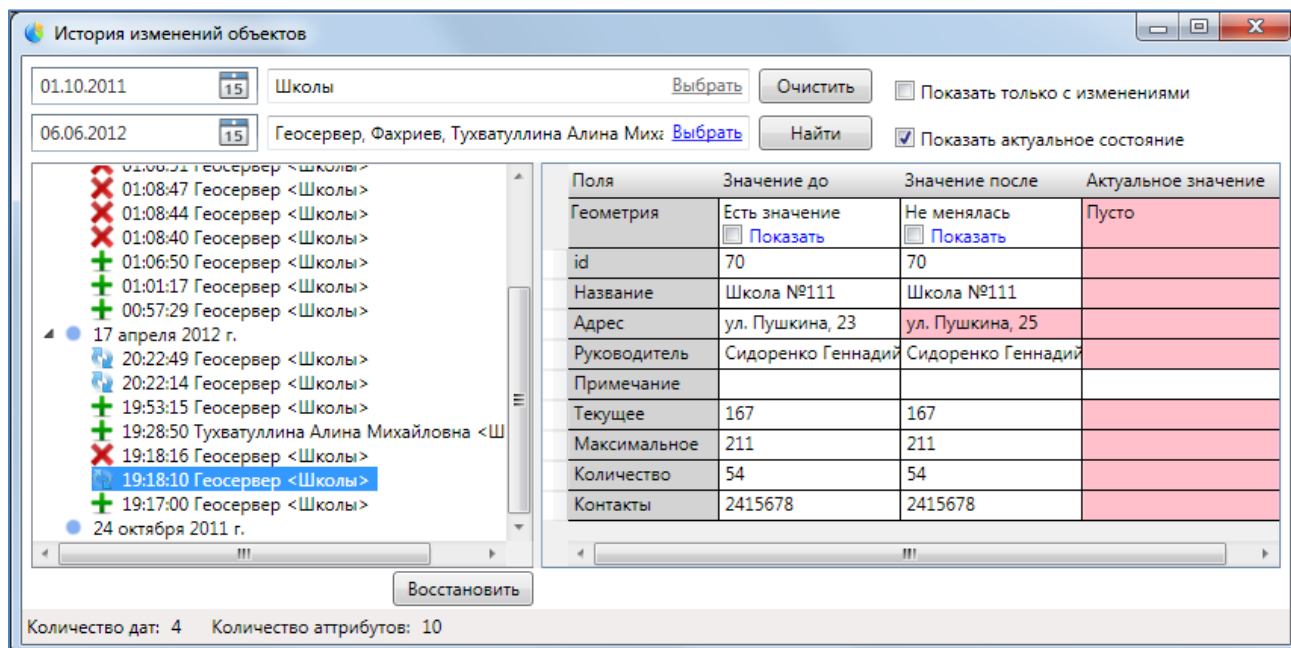 История изменений объектов
01.10.2011 15 Школы Выбрать Очистить Показать только с изменениями
06.06.2012 15 Геосервер, Фахриев, Тухватуллина Алина Миха Выбрать Найти Показать актуальное состояние
01:08:51 Геосервер <Школы>
01:08:47 Геосервер <Школы>
01:08:44 Геосервер <Школы>
01:08:40 Геосервер <Школы>
01:06:50 Геосервер <Школы>
01:01:17 Геосервер <Школы>
00:57:29 Геосервер <Школы>
17 апреля 2012 г.
20:22:49 Геосервер <Школы>
20:22:14 Геосервер <Школы>
19:53:15 Геосервер <Школы>
19:28:50 Тухватуллина Алина Михайловна <Ш
19:18:16 Геосервер <Школы>
19:18:10 Геосервер <Школы>
19:17:00 Геосервер <Школы>
24 октября 2011 г.
Восстановить
Поля Значение до Значение после Актуальное значение
Геометрия Есть значение Не менялась Пусто
Показать Показать
id 70 70
Название Школа №111 Школа №111
Адрес ул. Пушкина, 23 ул. Пушкина, 25
Руководитель Сидоренко Геннадий Сидоренко Геннадий
Примечание
Текущее 167 167
Максимальное 211 211
Количество 54 54
Контакты 2415678 2415678
Количество дат: 4 Количество аттрибутов: 10